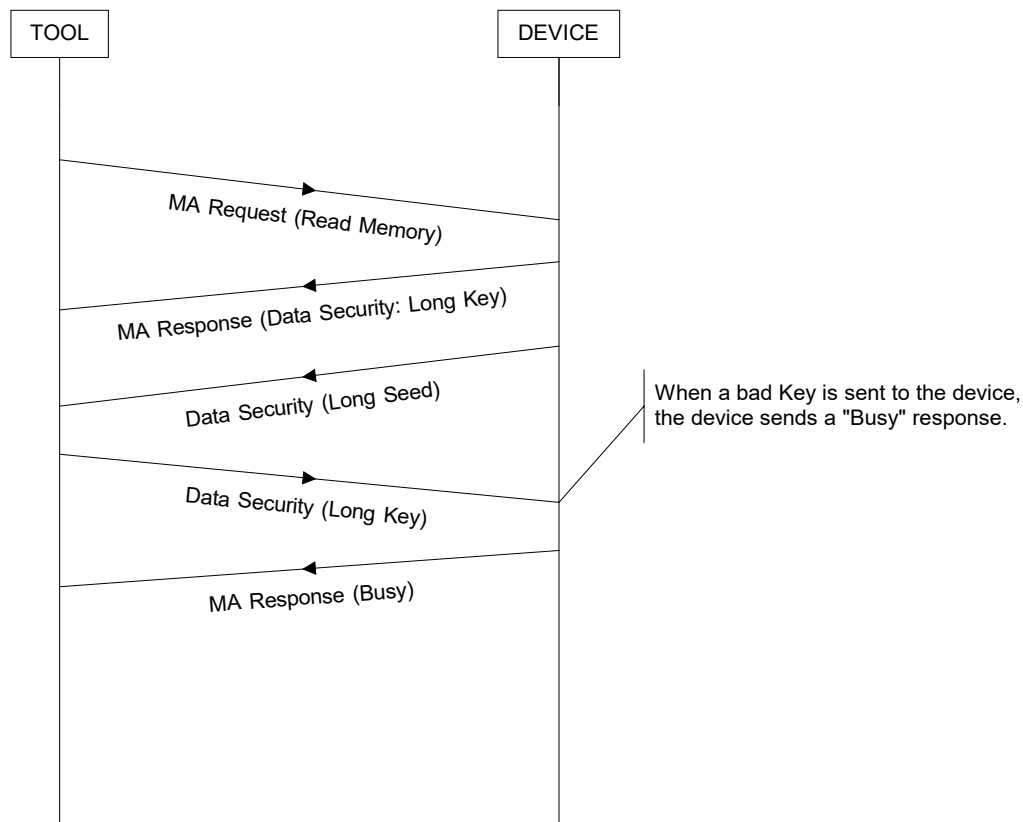 TOOL
DEVICE
MA Request (Read Memory)
MA Response (Data Security: Long Key)
Data Security (Long Seed)
When a bad Key is sent to the device,
the device sends a "Busy" response.
Data Security (Long Key)
MA Response (Busy)